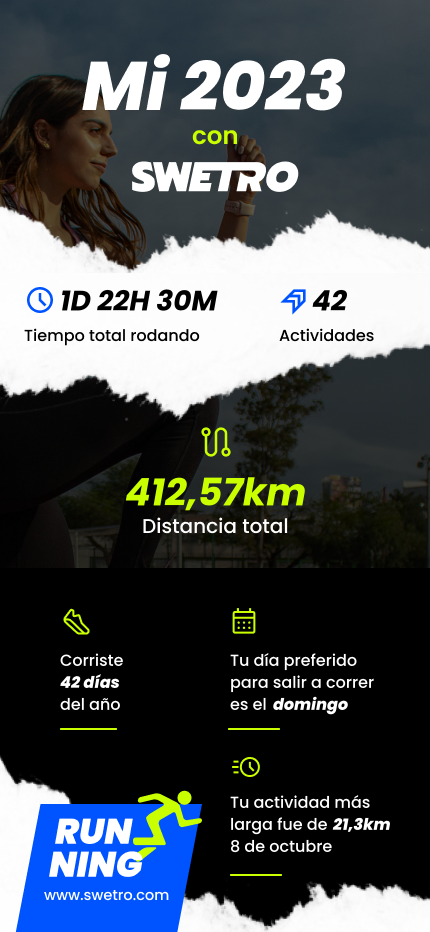 Mi 2023
con
SWETRO
1D 22H 30M
Tiempo total rodando
42
Actividades
412,57km
Distancia total
Corriste
42 días
del año
Tu día preferido
para salir a correr
es el domingo
Tu actividad más
larga fue de 21,3km
8 de octubre
RUN
NING
www.swetro.com